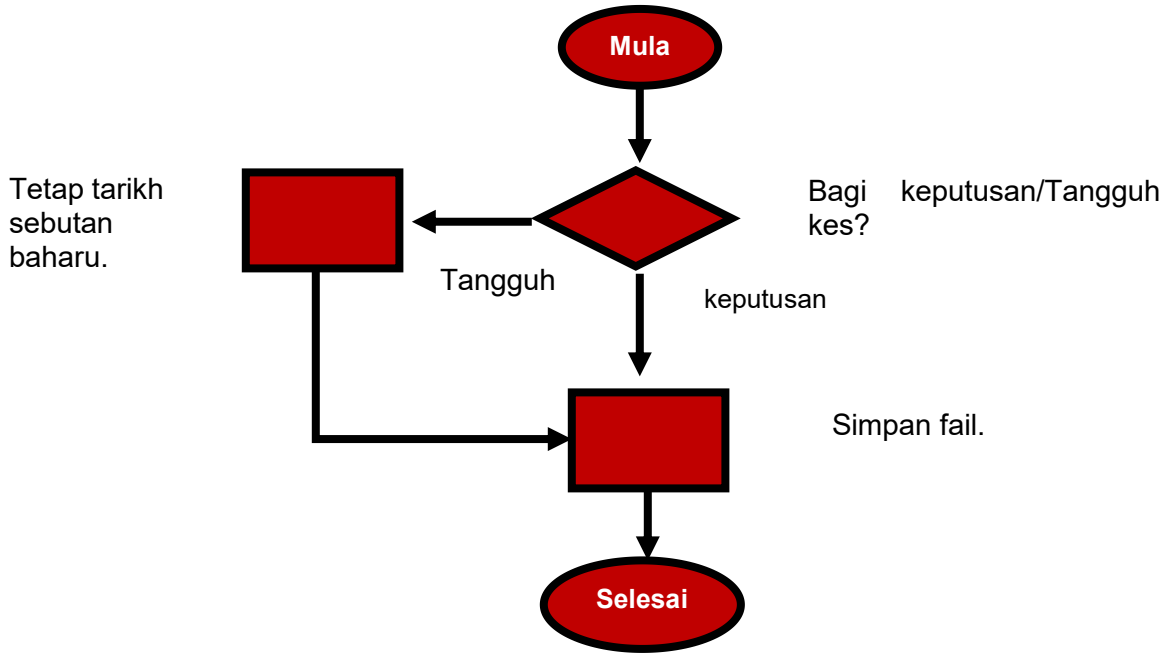 Mula
Tetap tarikh
sebutan
baharu.
Bagi keputusan/Tangguh
kes?
Tangguh
keputusan
Simpan fail.
Selesai